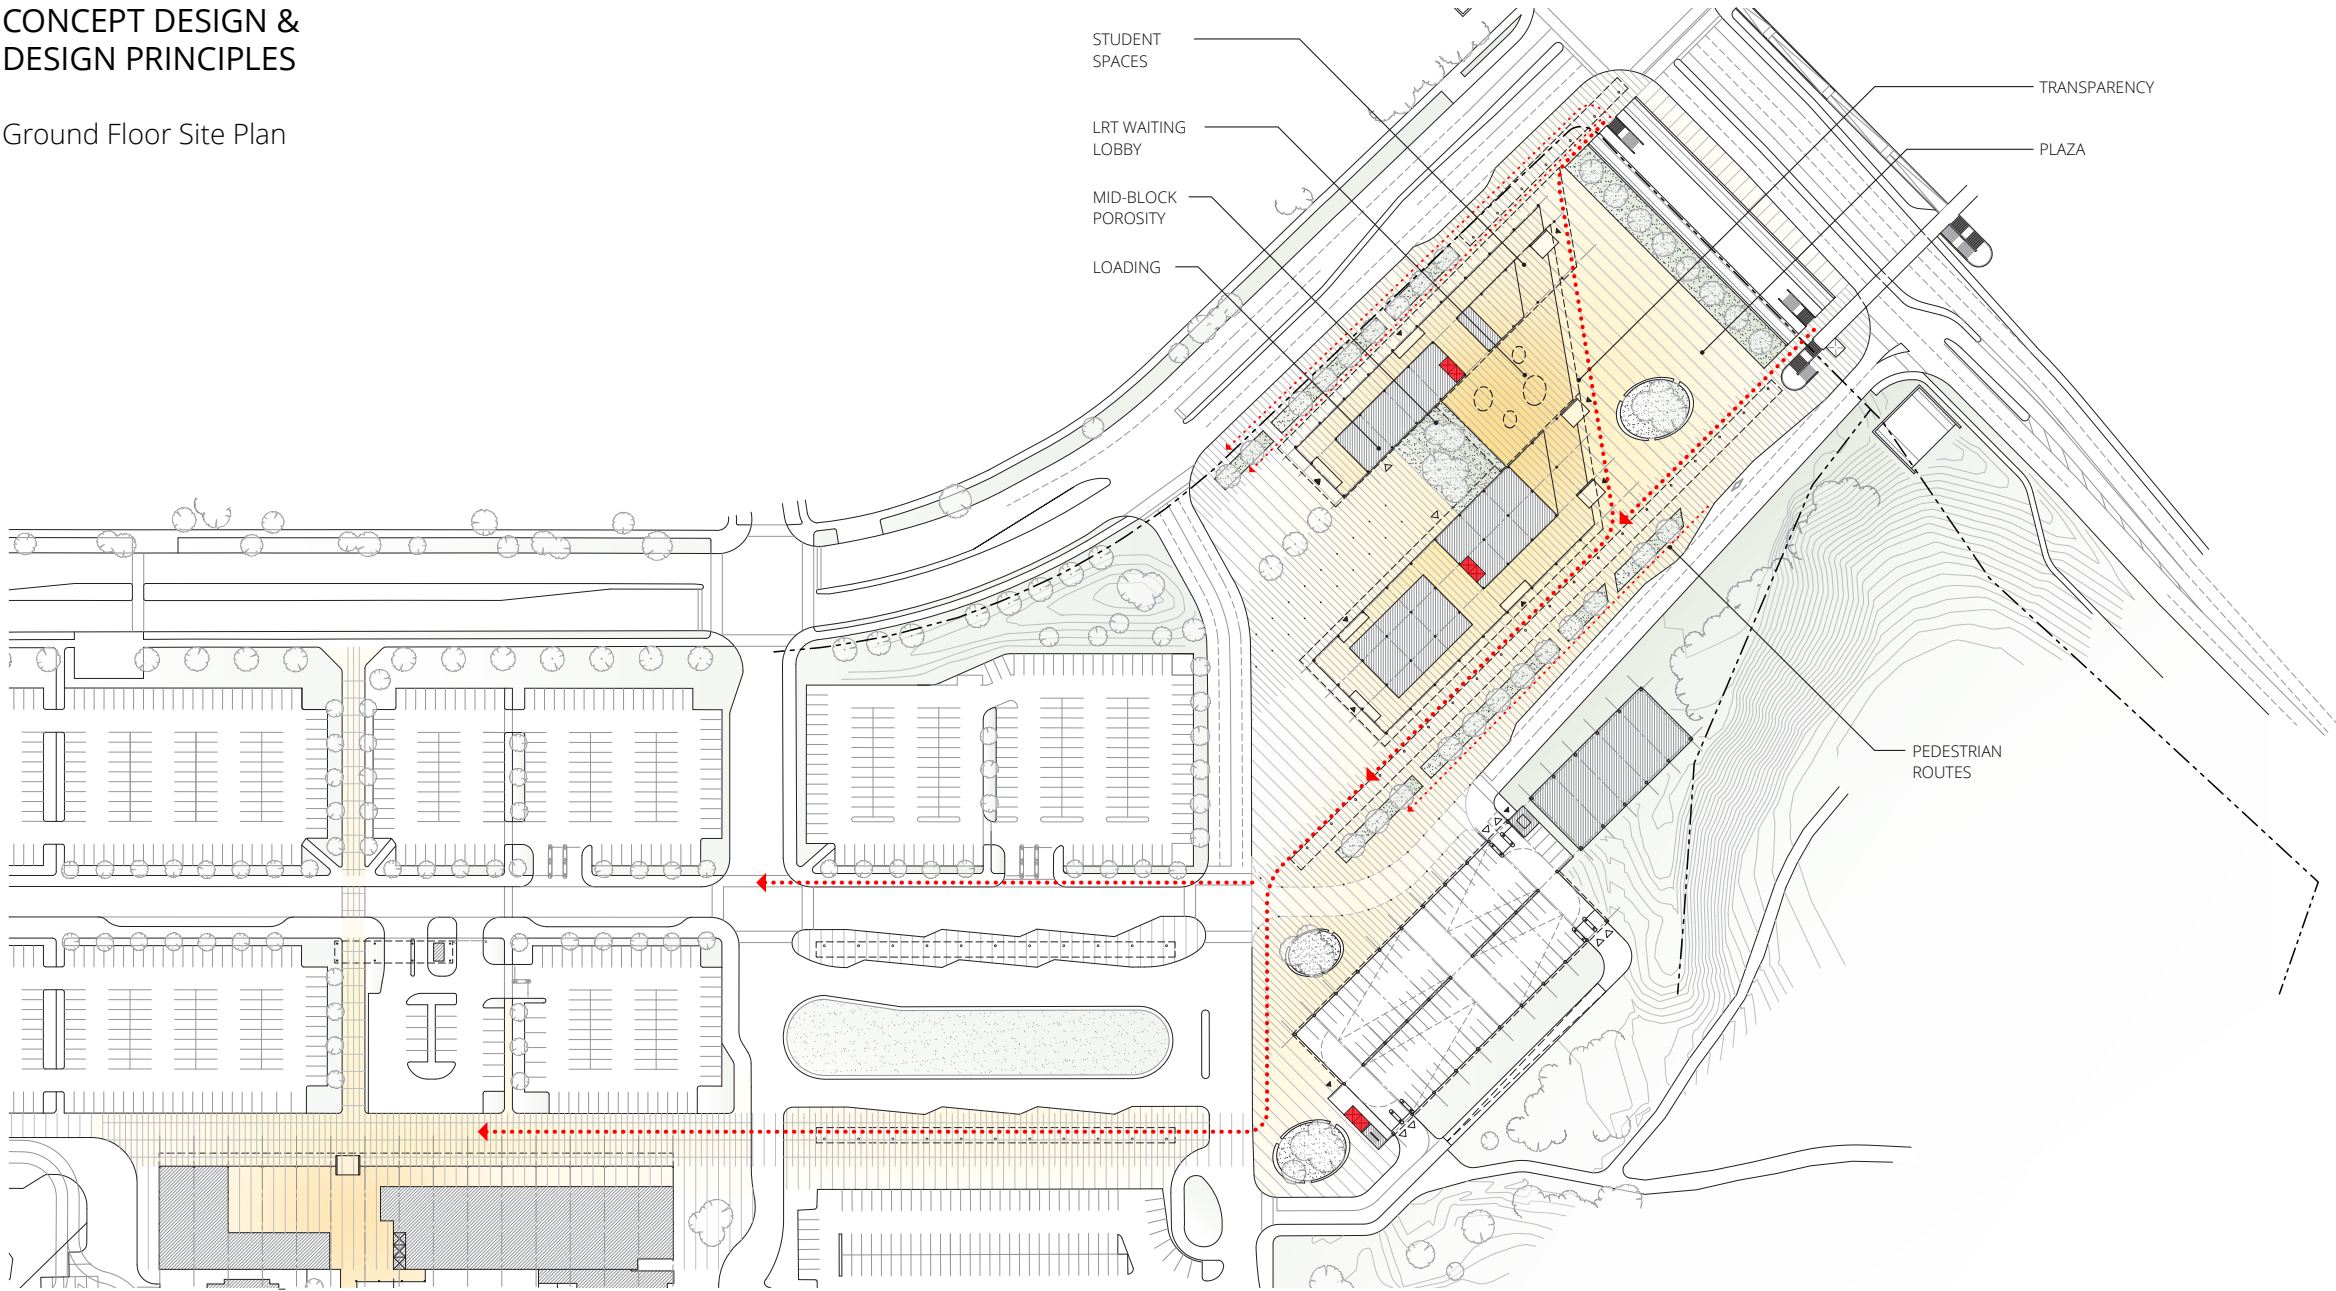 CONCEPT DESIGN &
DESIGN PRINCIPLES
Ground Floor Site Plan
STUDENT
SPACES
LRT WAITING
LOBBY
MID-BLOCK
POROSITY
LOADING
TRANSPARENCY
PLAZA
PEDESTRIAN
ROUTES